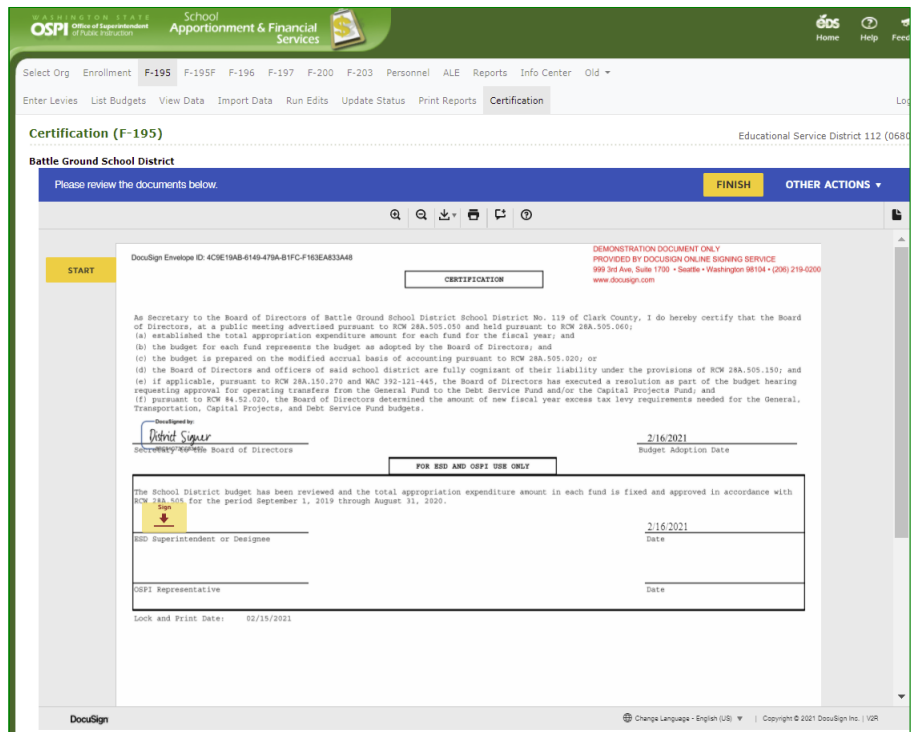 WASHINGTON STATE
OSPI Office of Superintendent of Public Instruction
School
Apportionment & Financial
Services
eds
Home Help Feed
Select Org Enrollment F-195 F-195F F-196 F-197 F-200 F-203 Personnel ALE Reports Info Center Old
Enter Levies List Budgets View Data Import Data Run Edits Update Status Print Reports Certification Log
Certification (F-195)
Educational Service District 112 (0680
Battle Ground School District
Please review the documents below.
FINISH
OTHER ACTIONS
START
DocuSign Envelope ID: 4C9E19AB-6149-479A-B1FC-F163EA833A48
DEMONSTRATION DOCUMENT ONLY
PROVIDED BY DOCUSIGN ONLINE SIGNING SERVICE
999 3rd Ave, Suite 1700 • Seattle • Washington 98104 • (206) 219-0200
www.docusign.com
CERTIFICATION
As Secretary to the Board of Directors of Battle Ground School District School District No. 119 of Clark County, I do hereby certify that the Board
of Directors, at a public meeting advertised pursuant to RCW 28A.505.050 and held pursuant to RCW 28A.505.060;
(a) established the total appropriation expenditure amount for each fund for the fiscal year; and
(b) the budget for each fund represents the budget as adopted by the Board of Directors; and
(c) the budget is prepared on the modified accrual basis of accounting pursuant to RCW 28A.505.020; or
(d) the Board of Directors and officers of said school district are fully cognizant of their liability under the provisions of RCW 28A.505.150; and
(e) if applicable, pursuant to RCW 28A.150.270 and WAC 392-121-445, the Board of Directors has executed a resolution as part of the budget hearing
requesting approval for operating transfers from the General Fund to the Debt Service Fund and/or the Capital Projects Fund; and
(f) pursuant to RCW 84.52.020, the Board of Directors determined the amount of new fiscal year excess tax levy requirements needed for the General,
Transportation, Capital Projects, and Debt Service Fund budgets.
DocuSigned by:
District Signer
2/16/2021
Secretary to the Board of Directors
Budget Adoption Date
FOR ESD AND OSPI USE ONLY
The School District budget has been reviewed and the total appropriation expenditure amount in each fund is fixed and approved in accordance with
RCW 28A.505 for the period September 1, 2019 through August 31, 2020.
Sign
2/16/2021
ESD Superintendent or Designee
Date
OSPI Representative
Date
Lock and Print Date: 02/15/2021
DocuSign
Change Language - English (US) | Copyright © 2021 DocuSign Inc. | V2R